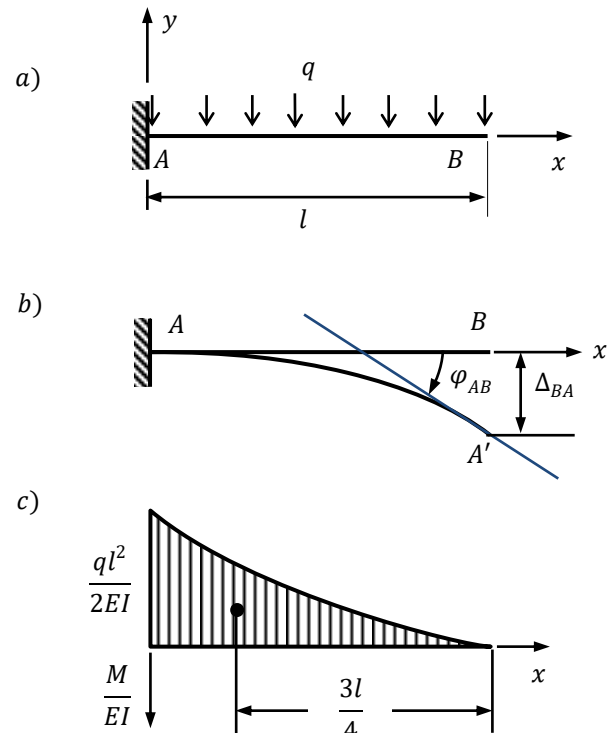 a)
y
q
A
B
x
l
b)
A
B
x
φ_AB
Δ_BA
A′
c)
ql²
2EI
M
EI
3l
4
x